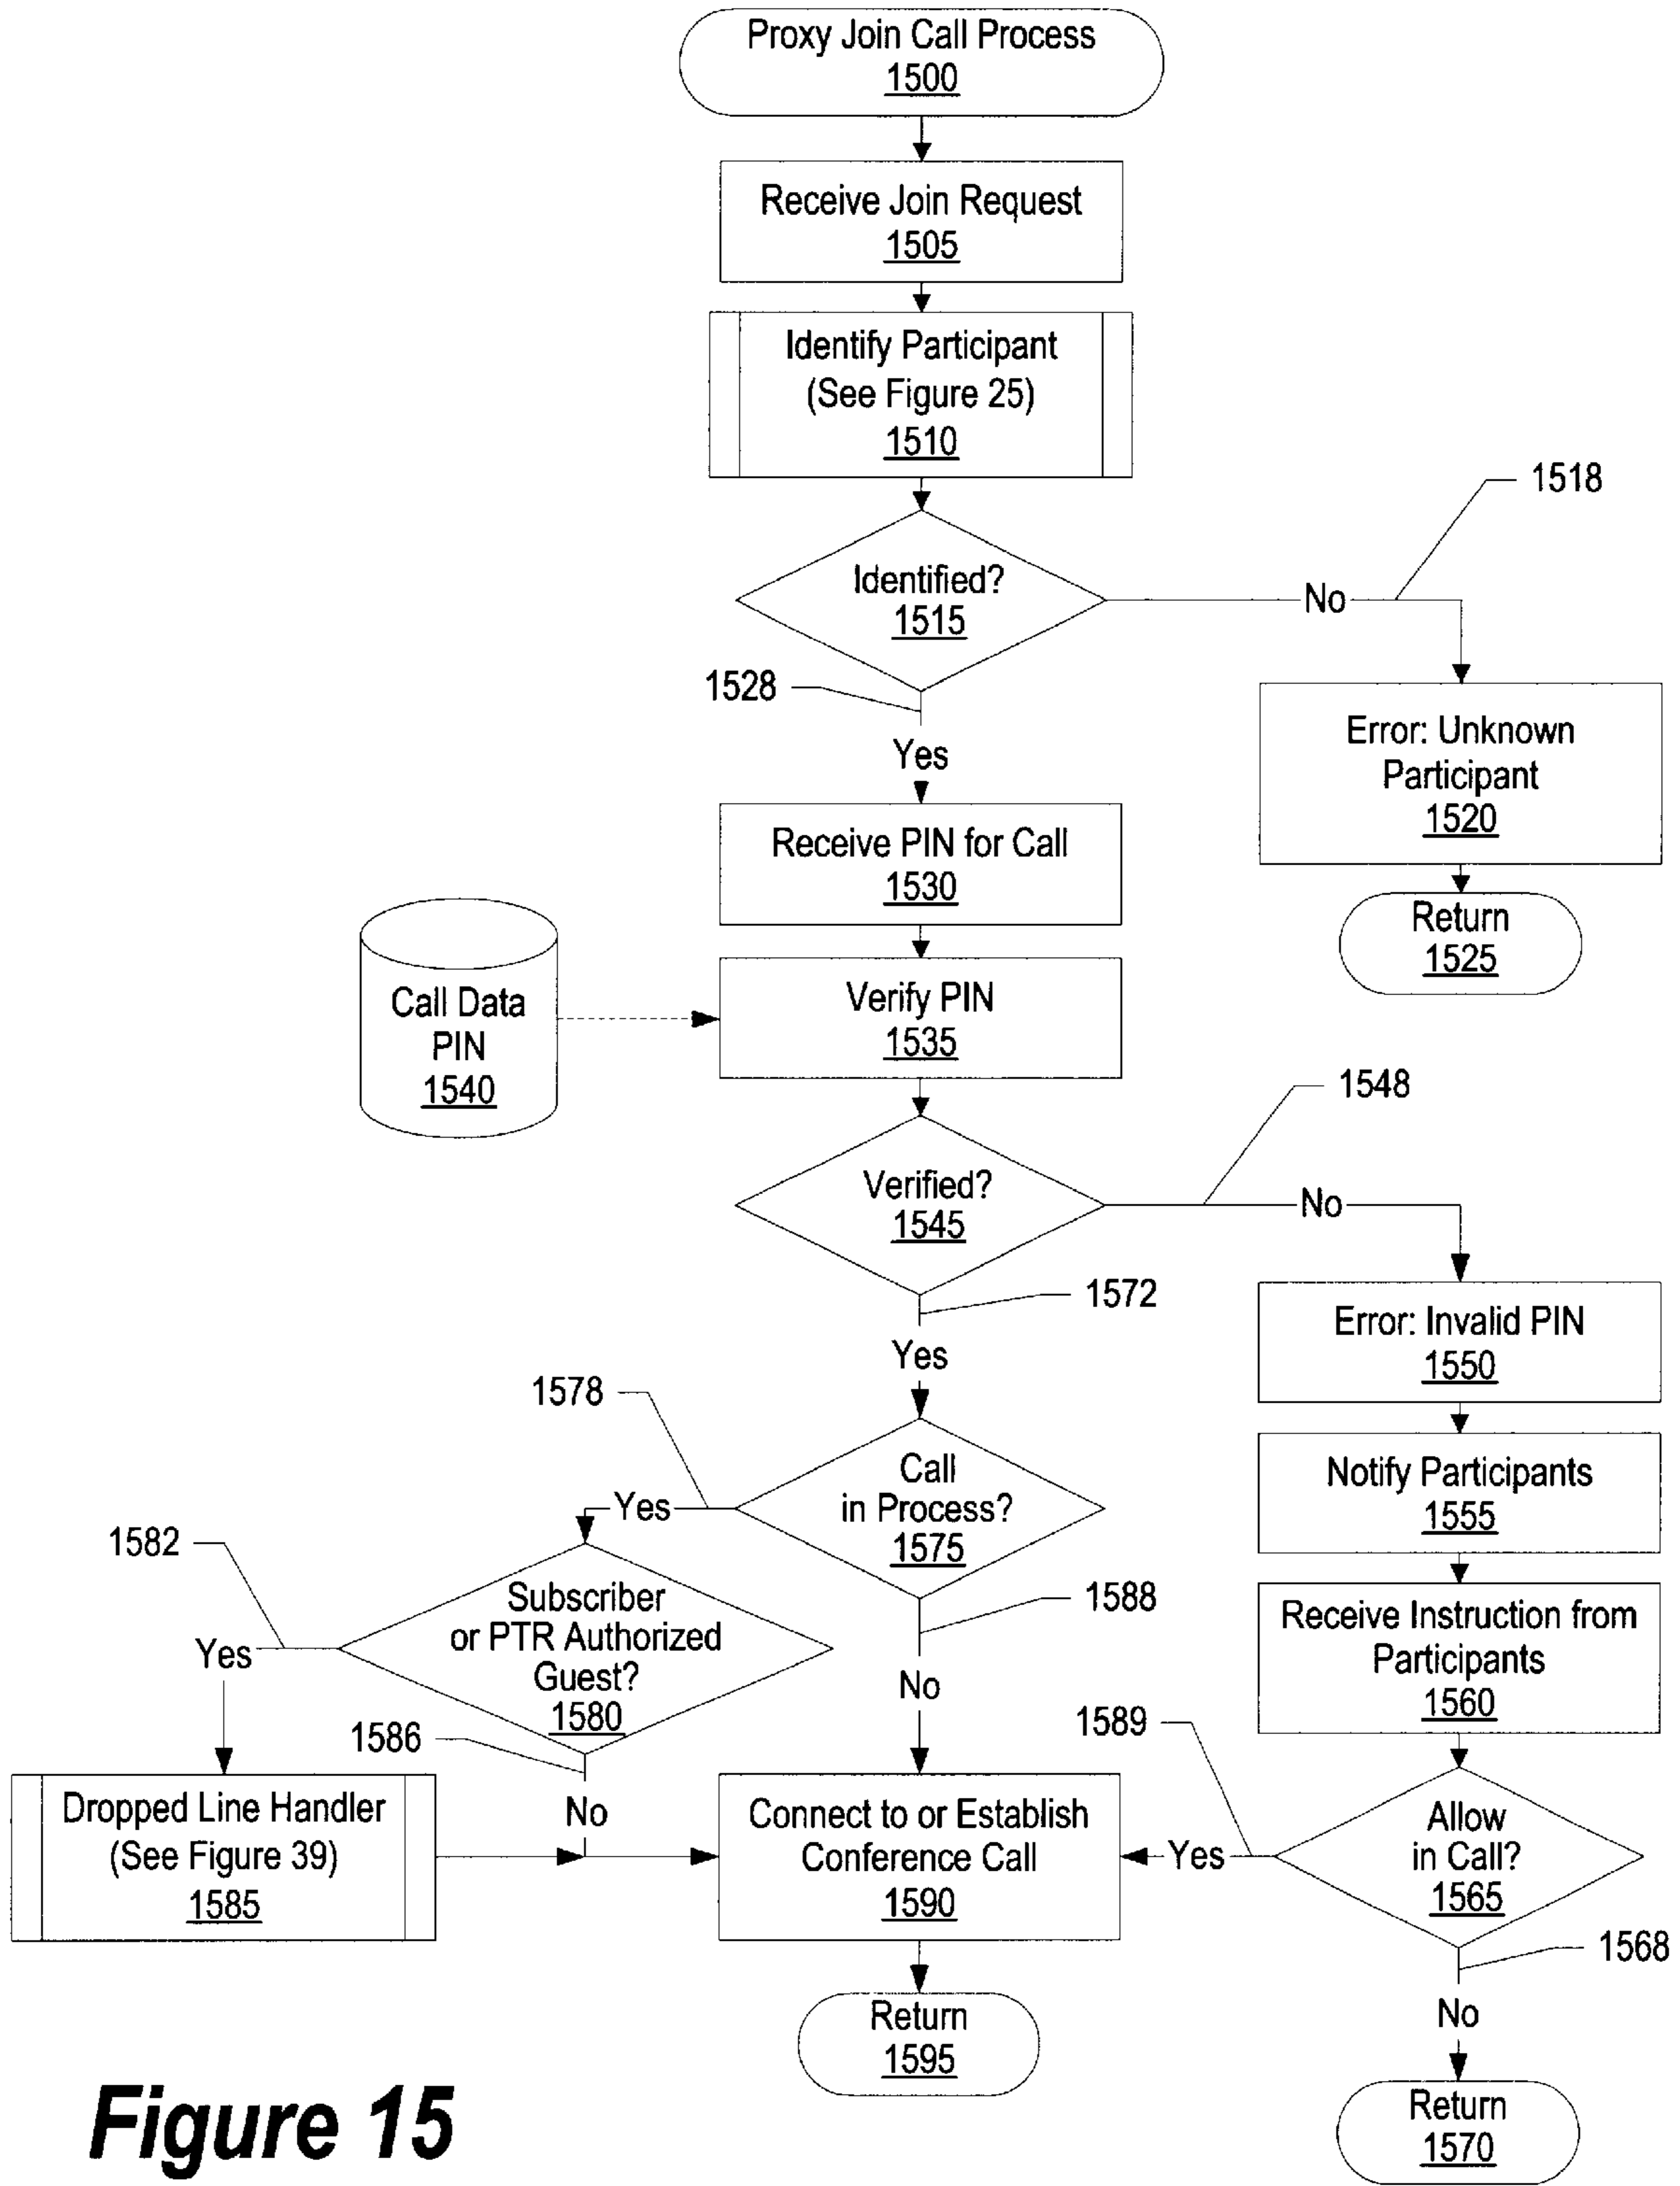 Proxy Join Call Process
1500
Receive Join Request
1505
Identify Participant
(See Figure 25)
1510
1518
Identified?
1515
No
1528
Yes
Error: Unknown
Participant
1520
Receive PIN for Call
1530
Return
1525
Call Data
PIN
1540
Verify PIN
1535
1548
Verified?
1545
No
1572
Yes
Error: Invalid PIN
1550
1578
Call
in Process?
1575
Yes
Notify Participants
1555
1582
Subscriber
or PTR Authorized
Guest?
1580
Yes
1588
No
Receive Instruction from
Participants
1560
1586
No
1589
Dropped Line Handler
(See Figure 39)
1585
Connect to or Establish
Conference Call
1590
Yes
Allow
in Call?
1565
1568
No
Return
1595
Return
1570
Figure 15